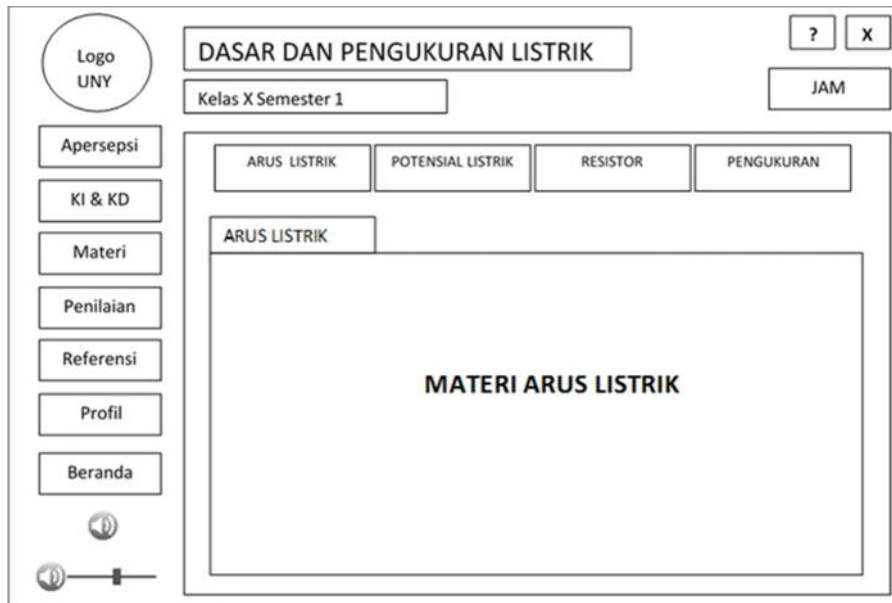 Logo
UNY
DASAR DAN PENGUKURAN LISTRIK
?
X
Kelas X Semester 1
JAM
Apersepsi
KI & KD
Materi
Penilaian
Referensi
Profil
Beranda
ARUS LISTRIK
POTENSIAL LISTRIK
RESISTOR
PENGUKURAN
ARUS LISTRIK
MATERI ARUS LISTRIK